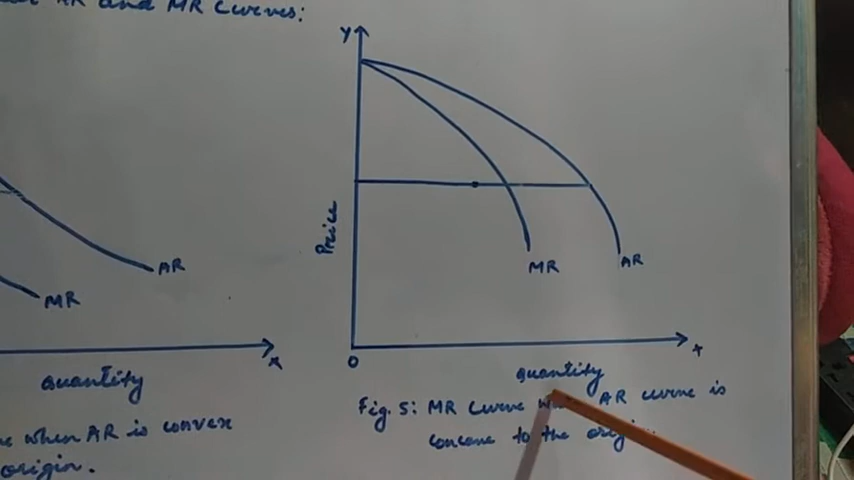 AR and MR Curves:
Y
Price
MR
AR
O
X
quantity
Fig. 5: MR Curve AR curve is
concave to the origin.
AR
MR
X
quantity
when AR is convex
origin.